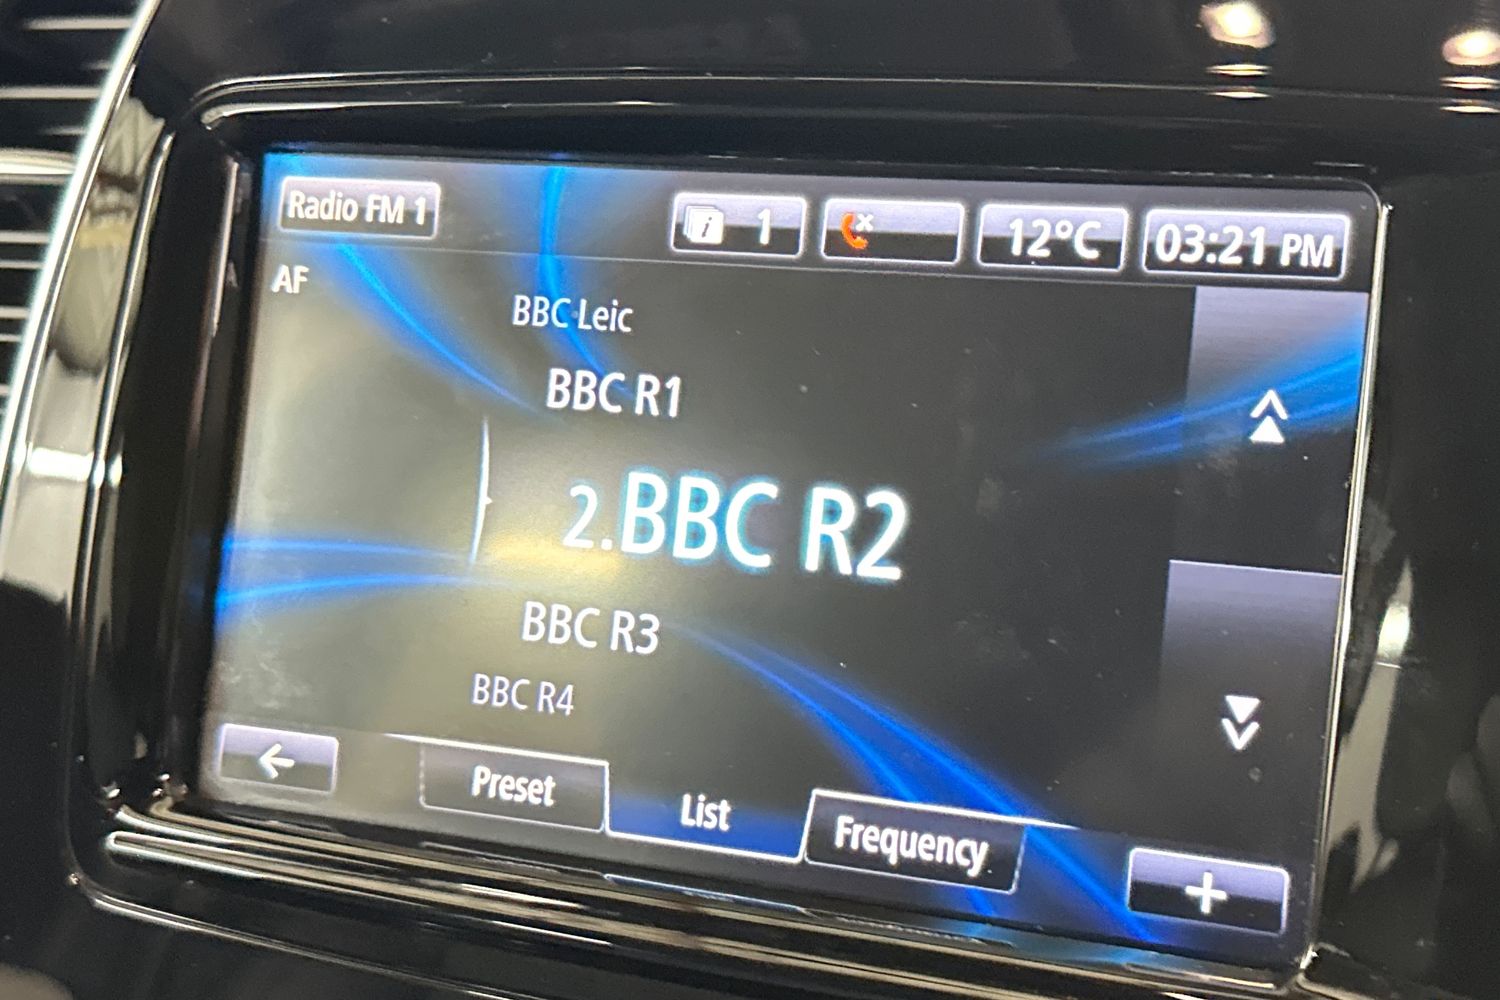 Radio FM 1
1
12°C
03:21 PM
AF
BBC Leic
BBC R1
2.BBC R2
BBC R3
BBC R4
Preset
List
Frequency
+